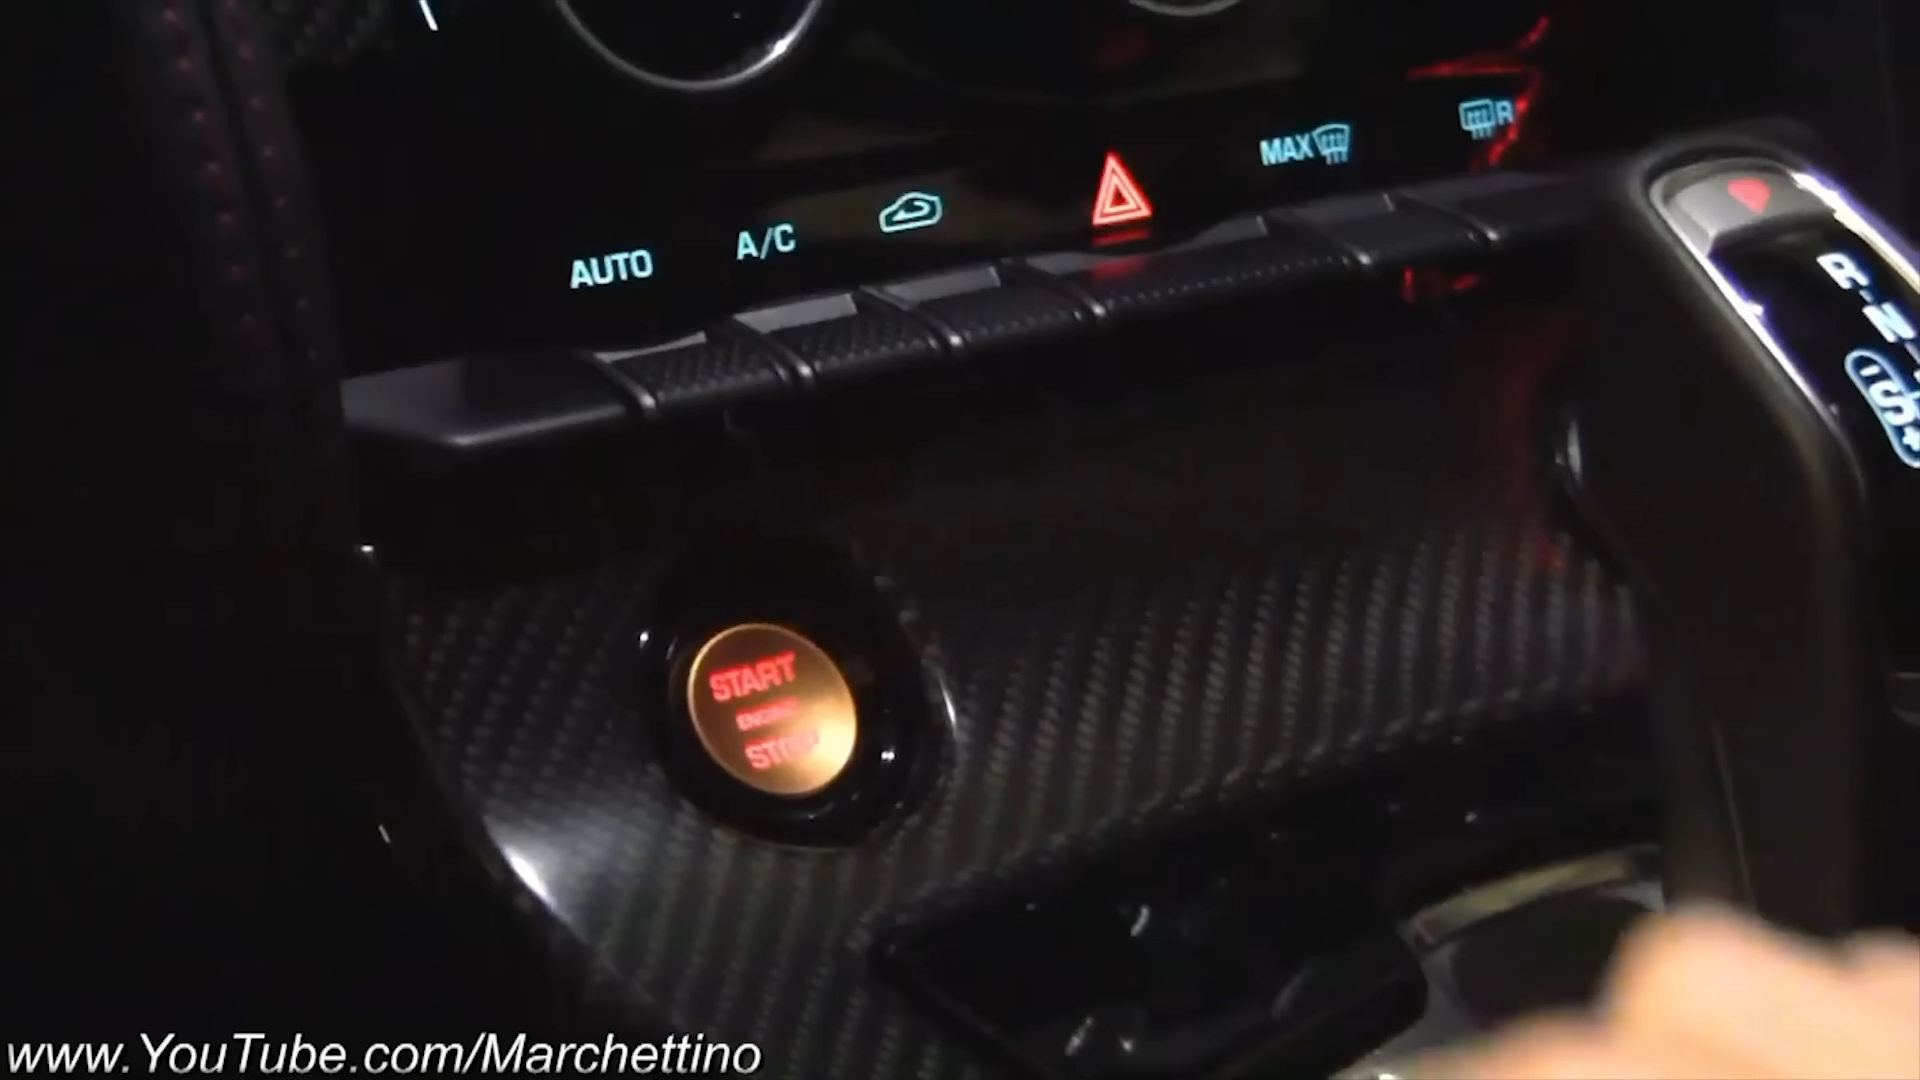 MAX
R
A/C
AUTO
R·N
S+
START
ENGINE
STOP
www.YouTube.com/Marchettino